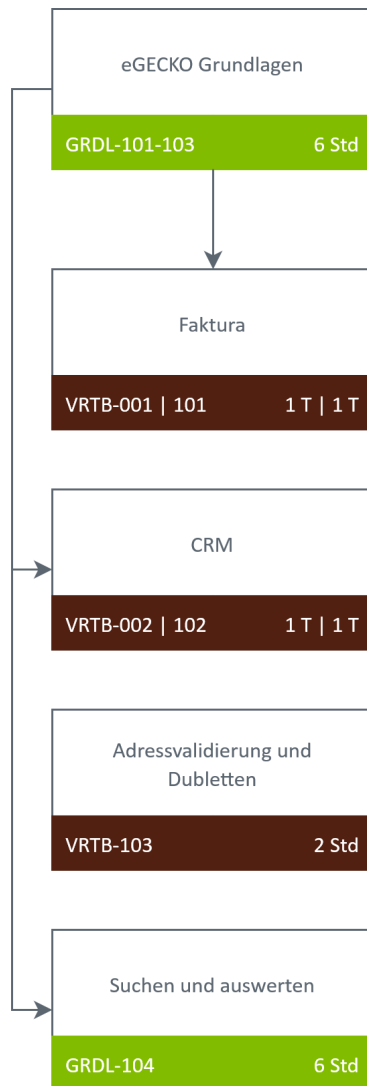 eGECKO Grundlagen
GRDL-101-103 6 Std
Faktura
VRTB-001 | 101 1 T | 1 T
CRM
VRTB-002 | 102 1 T | 1 T
Adressvalidierung und
Dubletten
VRTB-103 2 Std
Suchen und auswerten
GRDL-104 6 Std